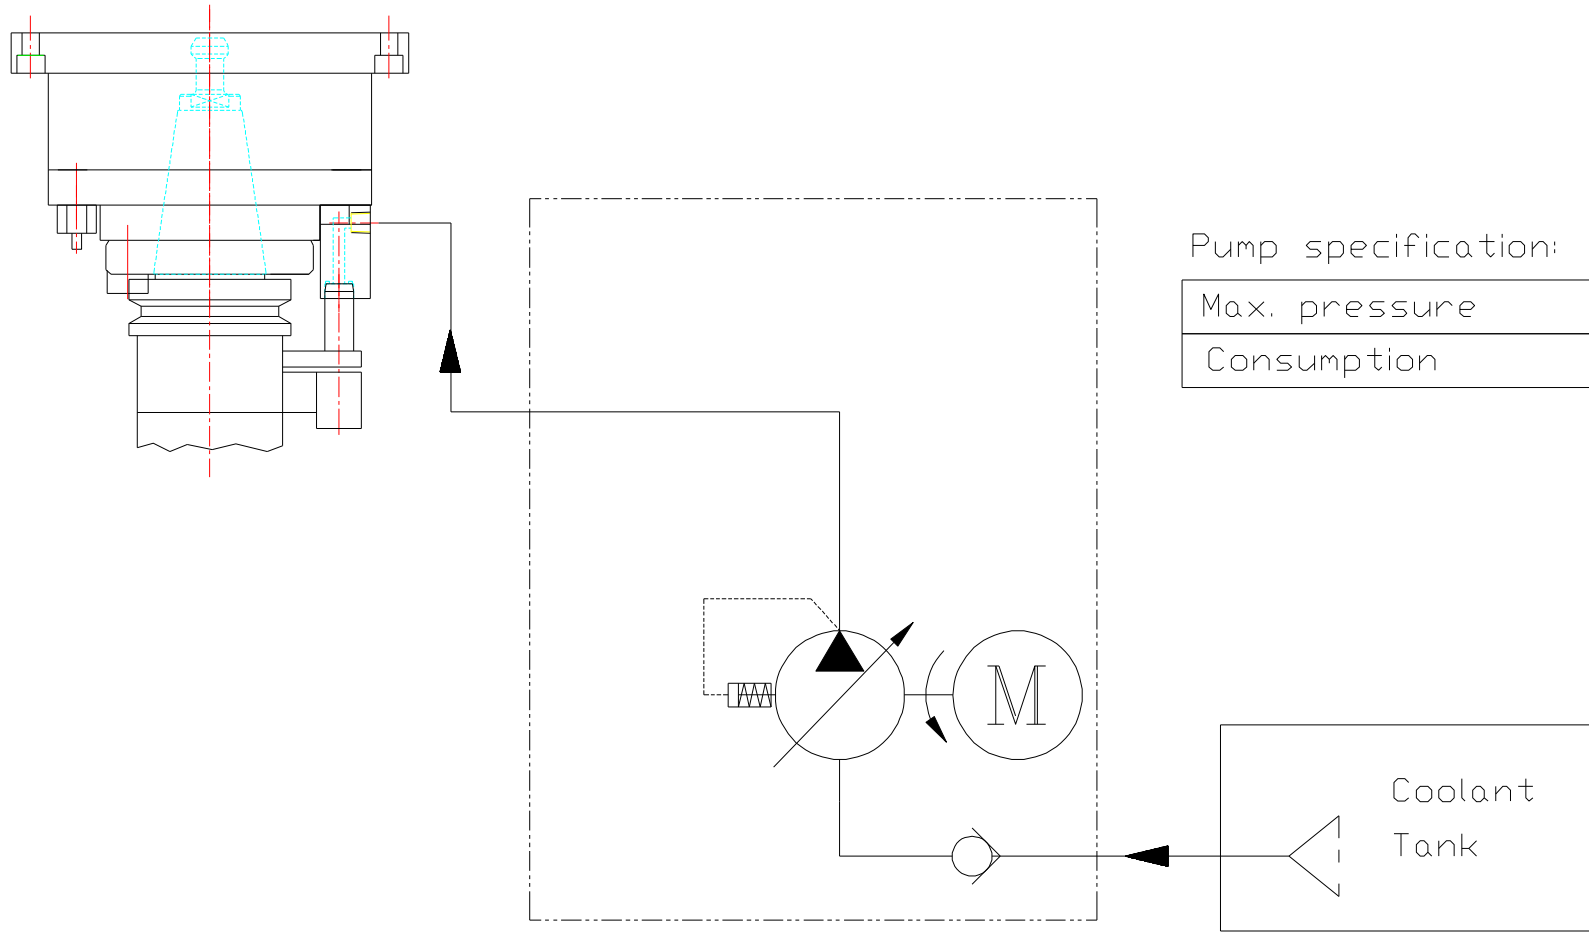 Pump specification:
Max. pressure
Consumption
M
Coolant
Tank